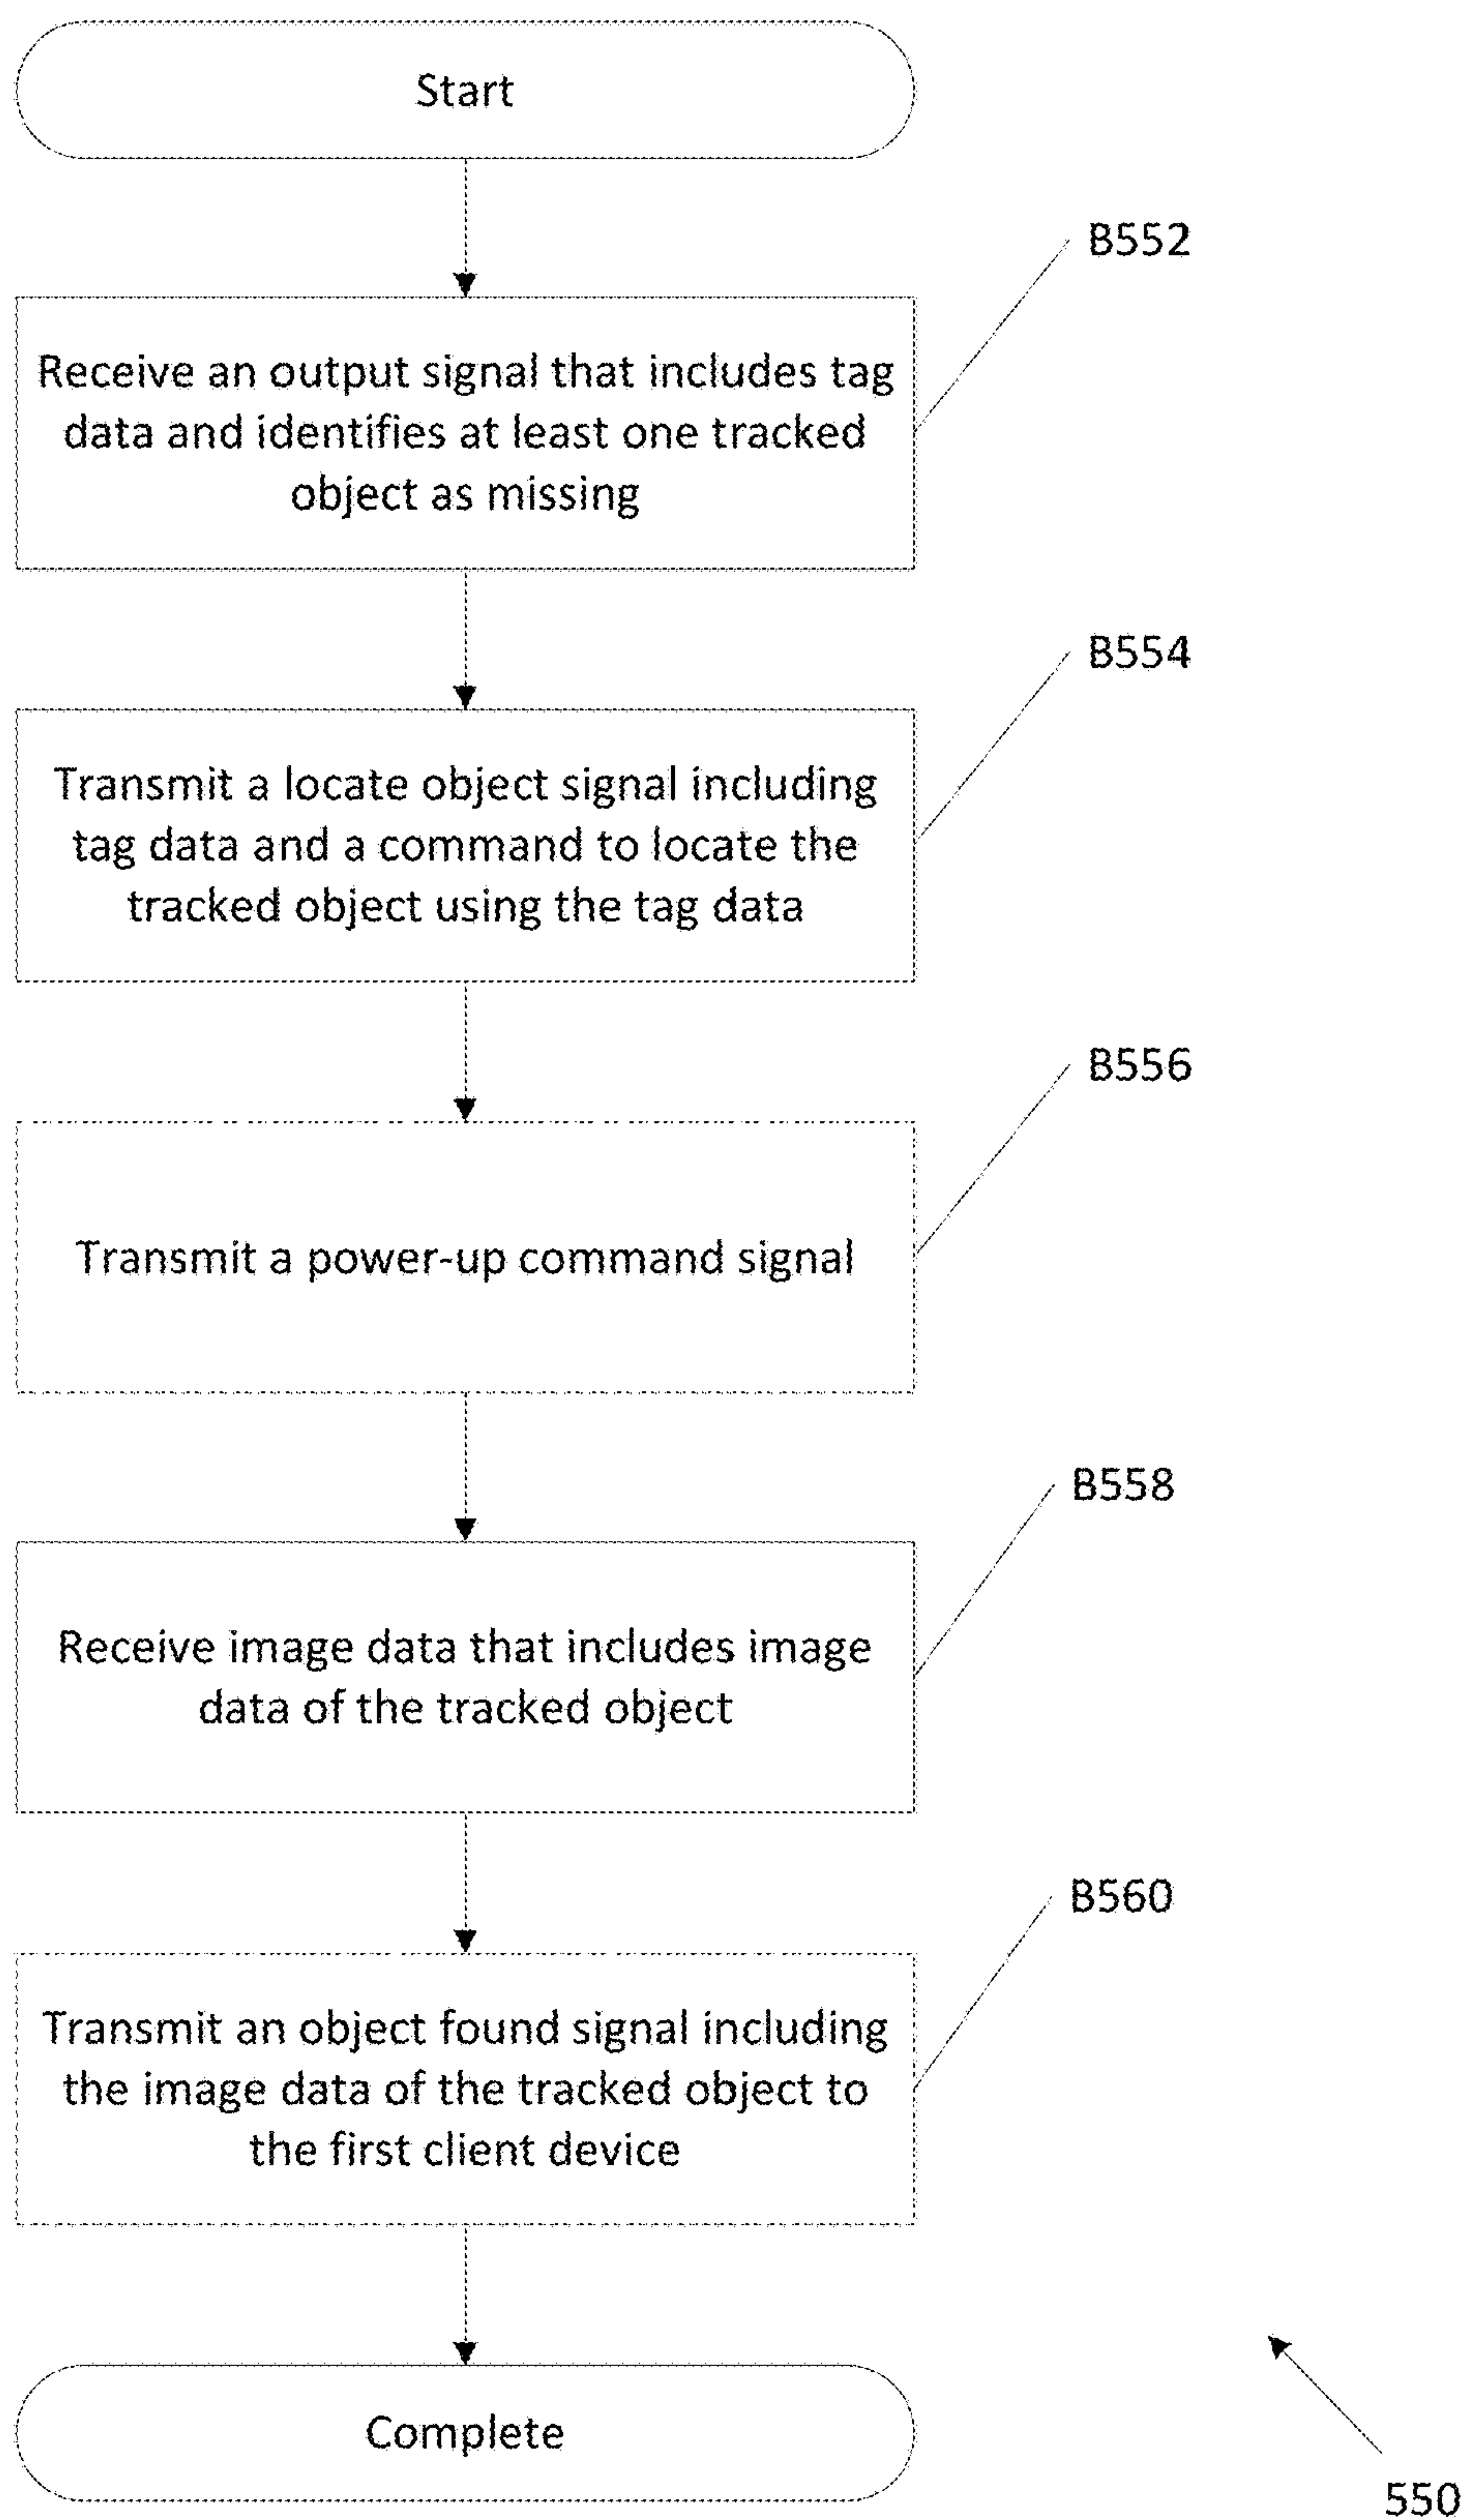 Start
B552
Receive an output signal that includes tag
data and identifies at least one tracked
object as missing
B554
Transmit a locate object signal including
tag data and a command to locate the
tracked object using the tag data
B556
Transmit a power-up command signal
B558
Receive image data that includes image
data of the tracked object
B560
Transmit an object found signal including
the image data of the tracked object to
the first client device
Complete
550